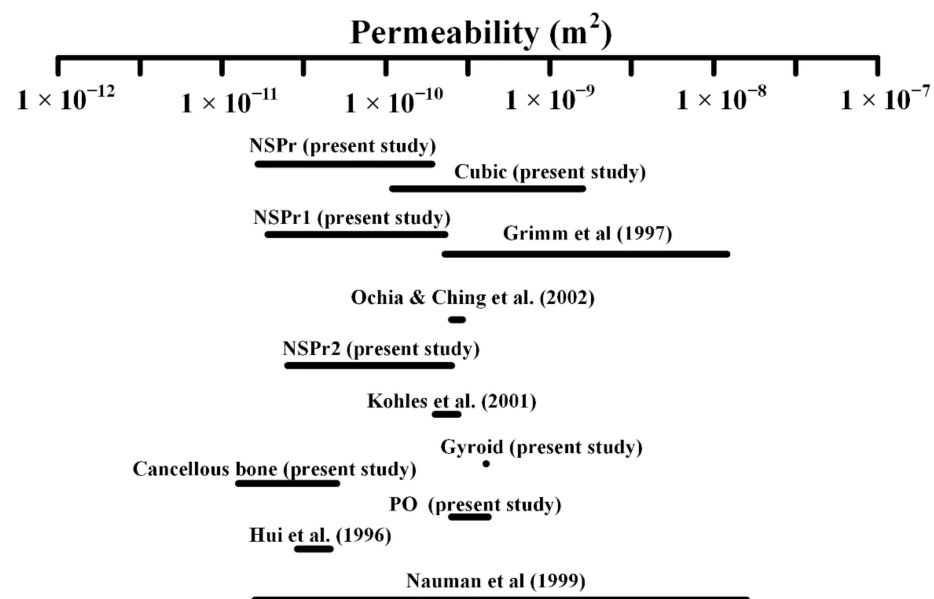 Permeability (m²)
1 × 10⁻¹² 1 × 10⁻¹¹ 1 × 10⁻¹⁰ 1 × 10⁻⁹ 1 × 10⁻⁸ 1 × 10⁻⁷
NSPr (present study)
Cubic (present study)
NSPr1 (present study)
Grimm et al (1997)
Ochia & Ching et al. (2002)
NSPr2 (present study)
Kohles et al. (2001)
Gyroid (present study)
Cancellous bone (present study)
PO (present study)
Hui et al. (1996)
Nauman et al (1999)